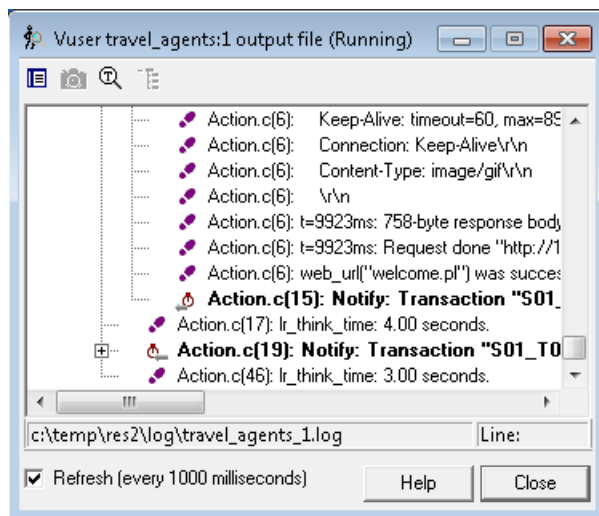 Vuser travel_agents:1 output file (Running)
Action.c(6): Keep-Alive: timeout=60, max=89
Action.c(6): Connection: Keep-Alive\r\n
Action.c(6): Content-Type: image/gif\r\n
Action.c(6): \r\n
Action.c(6): t=9923ms: 758-byte response body
Action.c(6): t=9923ms: Request done "http://1
Action.c(6): web_url("welcome.pl") was succes
Action.c(15): Notify: Transaction "S01_
Action.c(17): lr_think_time: 4.00 seconds.
Action.c(19): Notify: Transaction "S01_T0
Action.c(46): lr_think_time: 3.00 seconds.
c:\temp\res2\log\travel_agents_1.log Line:
Refresh (every 1000 milliseconds) Help Close